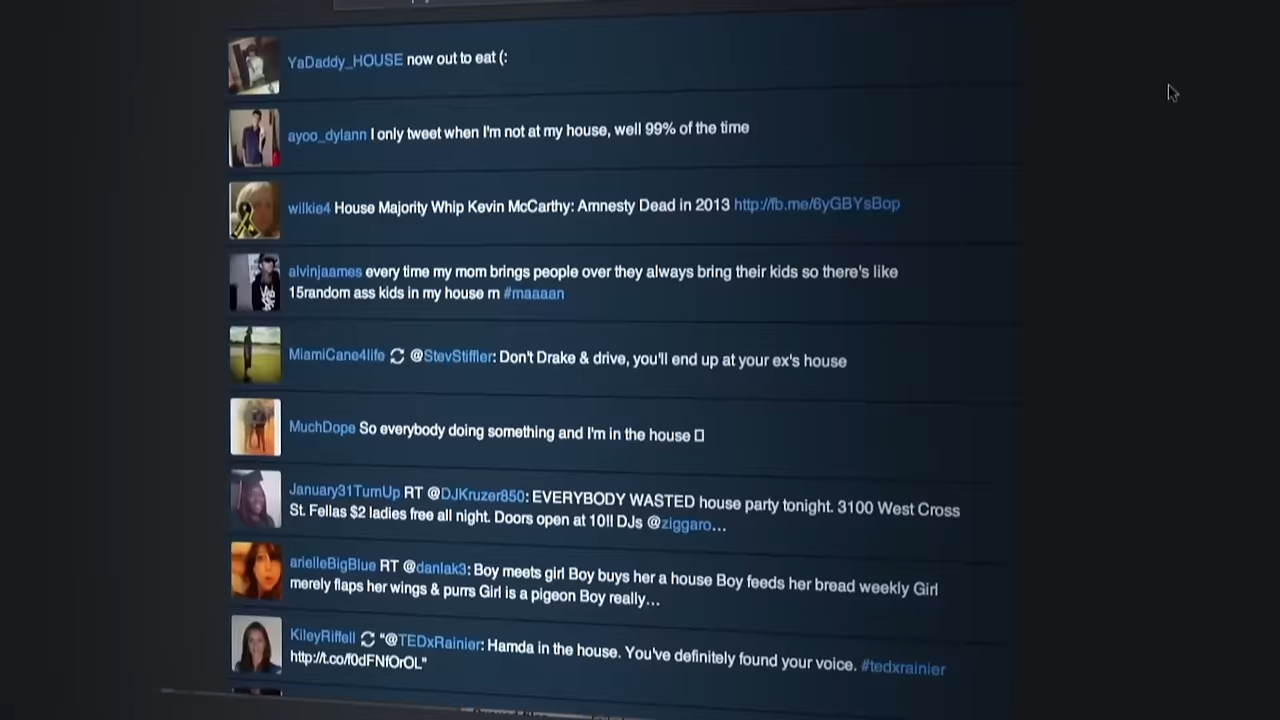 YaDaddy_HOUSE now out to eat (:
ayoo_dylann I only tweet when I'm not at my house, well 99% of the time
wilkie4 House Majority Whip Kevin McCarthy: Amnesty Dead in 2013 http://fb.me/6yGBYsBop
alvinjaames every time my mom brings people over they always bring their kids so there's like
15random ass kids in my house rn #maaaan
MiamiCane4life @StevStiffler: Don't Drake & drive, you'll end up at your ex's house
MuchDope So everybody doing something and I'm in the house
January31TurnUp RT @DJKruzer850: EVERYBODY WASTED house party tonight. 3100 West Cross
St. Fellas $2 ladies free all night. Doors open at 10!! DJs @ziggaro…
arielleBigBlue RT @danlak3: Boy meets girl Boy buys her a house Boy feeds her bread weekly Girl
merely flaps her wings & purrs Girl is a pigeon Boy really…
KileyRiffell "@TEDxRainier: Hamda in the house. You've definitely found your voice. #tedxrainier
http://t.co/f0dFNfOrOL"